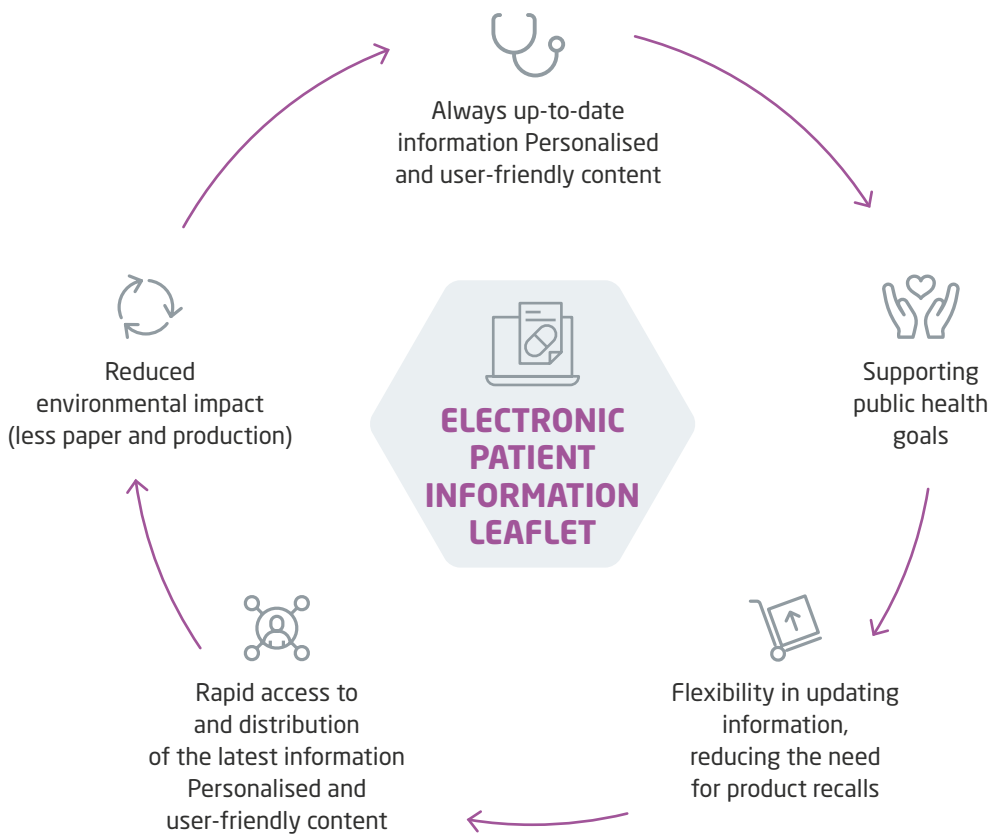 Always up-to-date
information Personalised
and user-friendly content
Reduced
environmental impact
(less paper and production)
ELECTRONIC
PATIENT
INFORMATION
LEAFLET
Supporting
public health
goals
Rapid access to
and distribution
of the latest information
Personalised and
user-friendly content
Flexibility in updating
information,
reducing the need
for product recalls